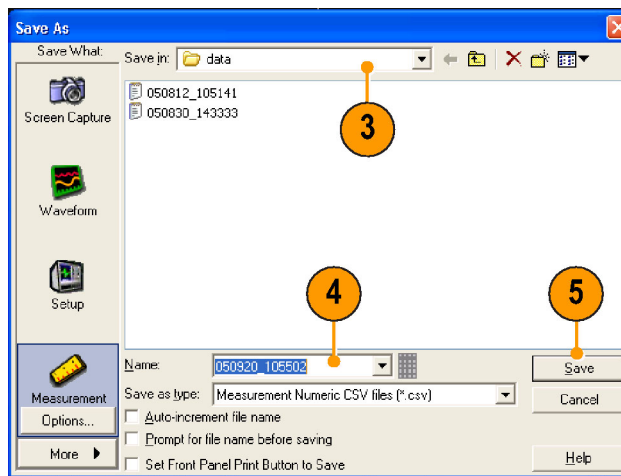 Save As
Save What:
Save in: data
050812_105141
050830_143333
3
Screen Capture
Waveform
Setup
4
5
Name: 050920_105502
Save
Measurement
Save as type: Measurement Numeric CSV files (*.csv)
Cancel
Options...
Auto-increment file name
Prompt for file name before saving
More
Set Front Panel Print Button to Save
Help